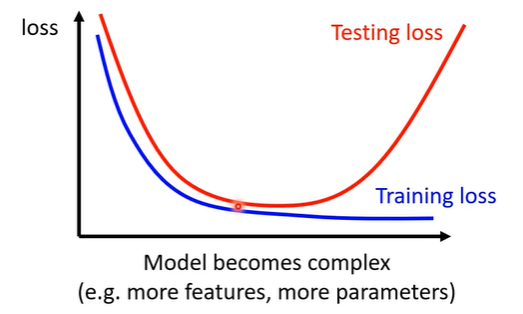 loss
Testing loss
Training loss
Model becomes complex
(e.g. more features, more parameters)